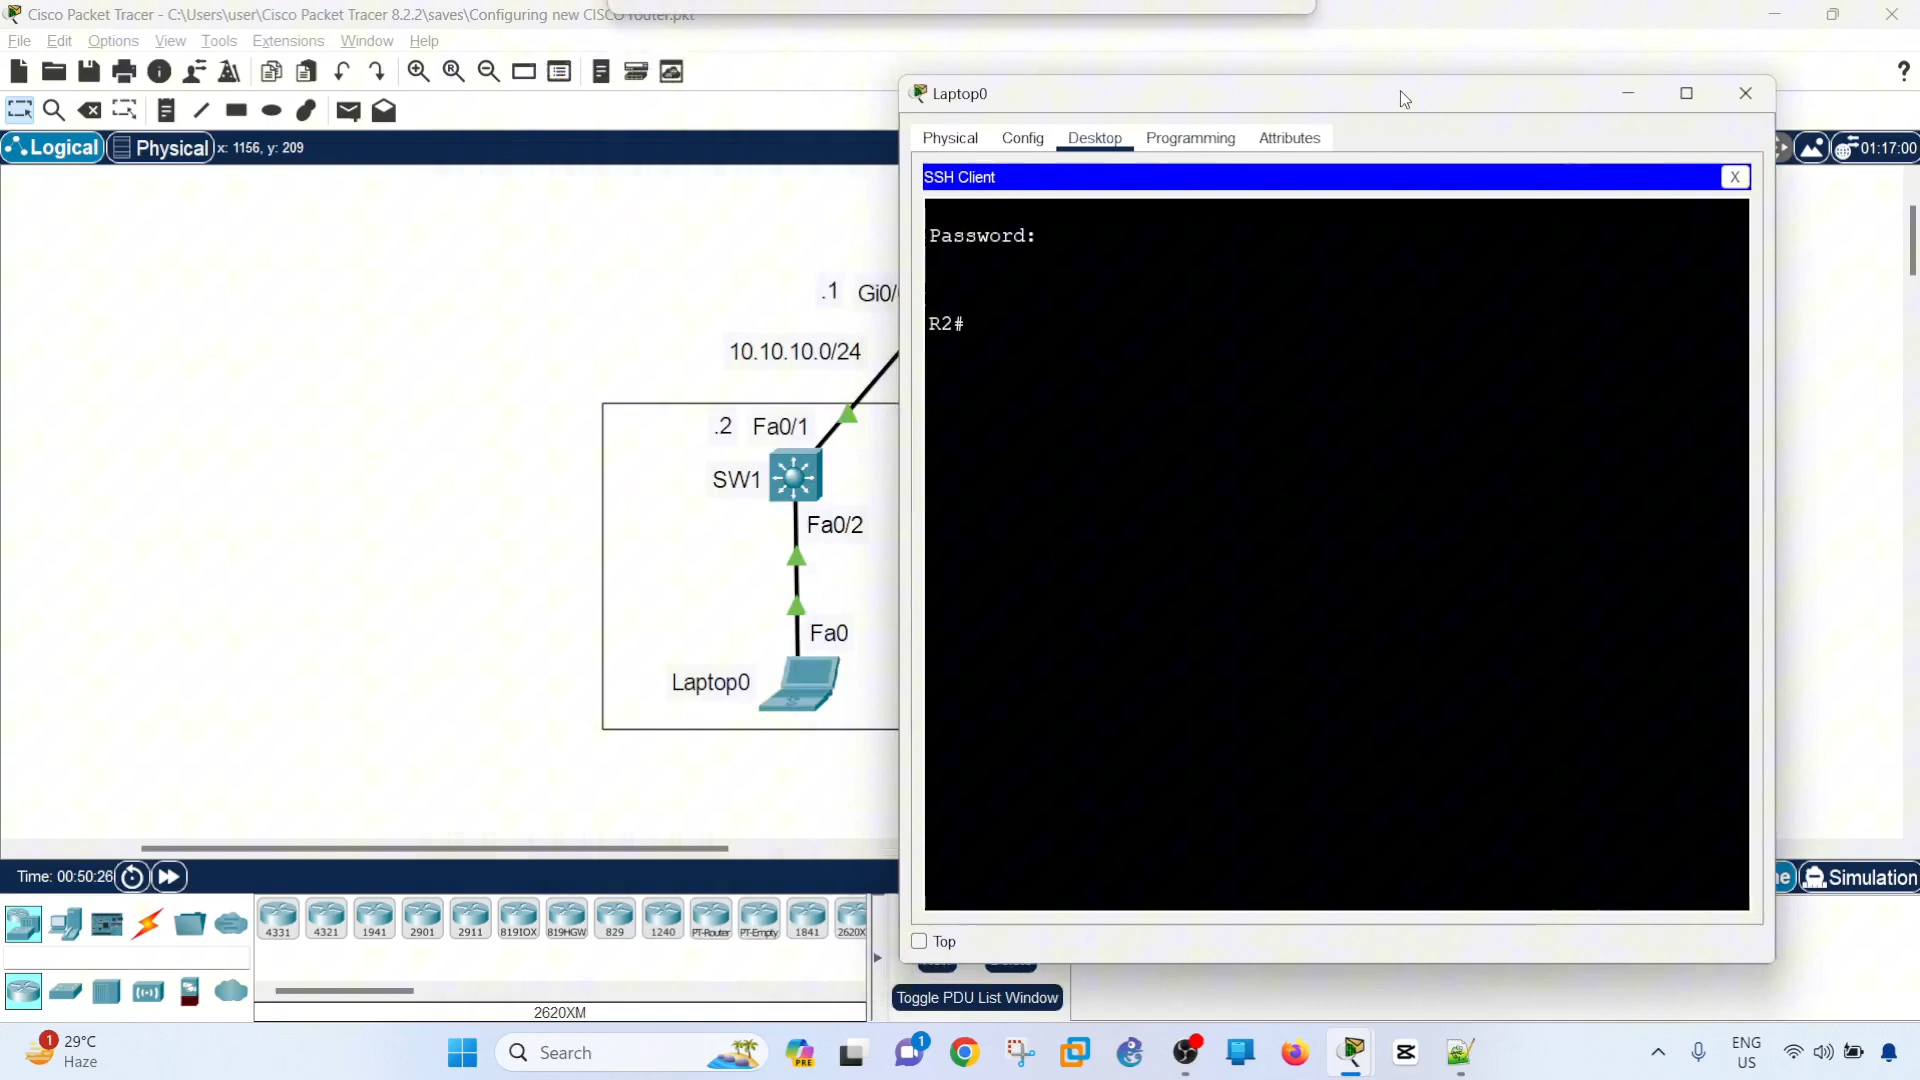 Cisco Packet Tracer - C:\Users\user\Cisco Packet Tracer 8.2.2\saves\Configuring new CISCO router.pkt
File Edit Options View Tools Extensions Window Help
?
Laptop0
Logical Physical x: 1156, y: 209
01:17:00
Physical Config Desktop Programming Attributes
SSH Client X
Password:
R2#
.1 Gi0/
10.10.10.0/24
.2 Fa0/1
SW1
Fa0/2
Fa0
Laptop0
Top
Time: 00:50:26
Simulation
4331 4321 1941 2901 2911 819IOX 819HGW 829 1240 PT-Router PT-Empty 1841 2620X
Toggle PDU List Window
2620XM
1
29°C
Haze
Search
PRE
1
ENG
US